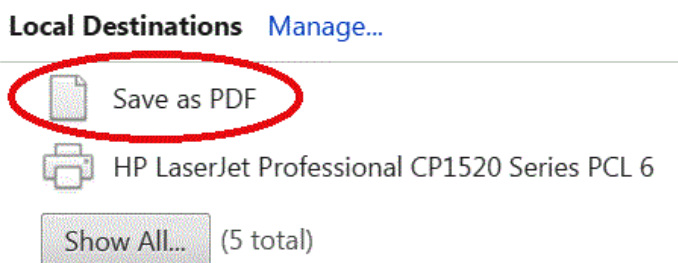 Local Destinations Manage...
Save as PDF
HP LaserJet Professional CP1520 Series PCL 6
Show All... (5 total)